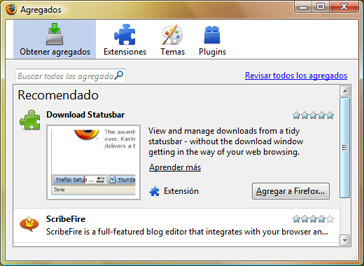 Agregados
Obtener agregados Extensiones Temas Plugins
Buscar todos los agregado Revisar todos los agregados
Recomendado
Download Statusbar
The award-
ever. Faste
delivers a
View and manage downloads from a tidy
statusbar - without the download window
getting in the way of your web browsing.
Aprender más
Firefox Setup ... Thunde
Done
Extensión Agregar a Firefox...
ScribeFire
ScribeFire is a full-featured blog editor that integrates with your browser an...